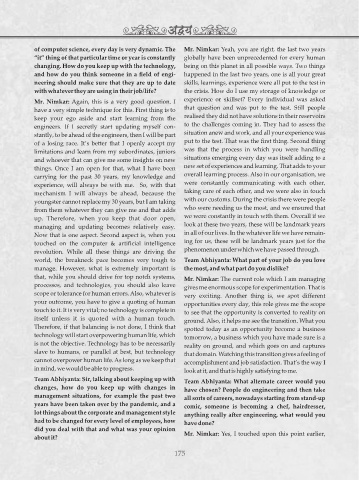 अद्वय
of computer science, every day is very dynamic. The
"it" thing of that particular time or year is constantly
changing. How do you keep up with the technology,
and how do you think someone in a field of engi-
neering should make sure that they are up to date
with whatever they are using in their job/life?
Mr. Nimkar: Again, this is a very good question. I
have a very simple technique for this. First thing is to
keep your ego aside and start learning from the
engineers. If I secretly start updating myself con-
stantly, to be ahead of the engineers, then I will be part
of a losing race. It's better that I openly accept my
limitations and learn from my subordinates, juniors
and whoever that can give me some insights on new
things. Once I am open for that, what I have been
carrying for the past 30 years, my knowledge and
experience, will always be with me. So, with that
mechanism I will always be ahead, because the
youngster cannot replace my 30 years, but I am taking
from them whatever they can give me and that adds
up. Therefore, when you keep that door open,
managing and updating becomes relatively easy.
Now that is one aspect. Second aspect is, when you
touched on the computer & artificial intelligence
revolution. While all these things are driving the
world, the breakneck pace becomes very tough to
manage. However, what is extremely important is
that, while you should drive for top notch systems,
processes, and technologies, you should also leave
scope or tolerance for human errors. Also, whatever is
your outcome, you have to give a quoting of human
touch to it. It is very vital; no technology is complete in
itself unless it is quoted with a human touch.
Therefore, if that balancing is not done, I think that
technology will start overpowering human life, which
is not the objective. Technology has to be necessarily
slave to humans, or parallel at best, but technology
cannot overpower human life. As long as we keep that
in mind, we would be able to progress.
Team Abhiyanta: Sir, talking about keeping up with
changes, how do you keep up with changes in
management situations, for example the past two
years have been taken over by the pandemic, and a
lot things about the corporate and management style
had to be changed for every level of employees, how
did you deal with that and what was your opinion
about it?
Mr. Nimkar: Yeah, you are right, the last two years
globally have been unprecedented for every human
being on this planet in all possible ways. Two things
happened in the last two years, one is all your great
skills, learnings, experience were all put to the test in
the crisis. How do I use my storage of knowledge or
experience or skillset? Every individual was asked
that question and was put to the test. Still people
realised they did not have solutions in their reservoirs
to the challenges coming in. They had to assess the
situation anew and work, and all your experience was
put to the test. That was the first thing. Second thing
was that the process in which you were handling
situations emerging every day was itself adding to a
new set of experiences and learning. That adds to your
overall learning process. Also in our organisation, we
were constantly communicating with each other,
taking care of each other, and we were also in touch
with our customs. During the crisis there were people
who were needing us the most, and we ensured that
we were constantly in touch with them. Overall if we
look at these two years, these will be landmark years
in all of our lives. In the whatever life we have remain-
ing for us, these will be landmark years just for the
phenomenon under which we have passed through.
Team Abhiyanta: What part of your job do you love
the most, and what part do you dislike?
Mr. Nimkar: The current role which I am managing
gives me enormous scope for experimentation. That is
very exciting. Another thing is, we spot different
opportunities every day, this role gives me the scope
to see that the opportunity is converted to reality on
ground. Also, it helps me see the transition. What you
spotted today as an opportunity become a business
tomorrow, a business which you have made sure is a
reality on ground, and which goes on and captures
that domain. Watching this transition gives a feeling of
accomplishment and job satisfaction. That's the way I
look at it, and that is highly satisfying to me.
Team Abhiyanta: What alternate career would you
have chosen? People do engineering and then take
all sorts of careers, nowadays starting from stand-up
comic, someone is becoming a chef, hairdresser,
anything really after engineering, what would you
have done?
Mr. Nimkar: Yes, I touched upon this point earlier,
175